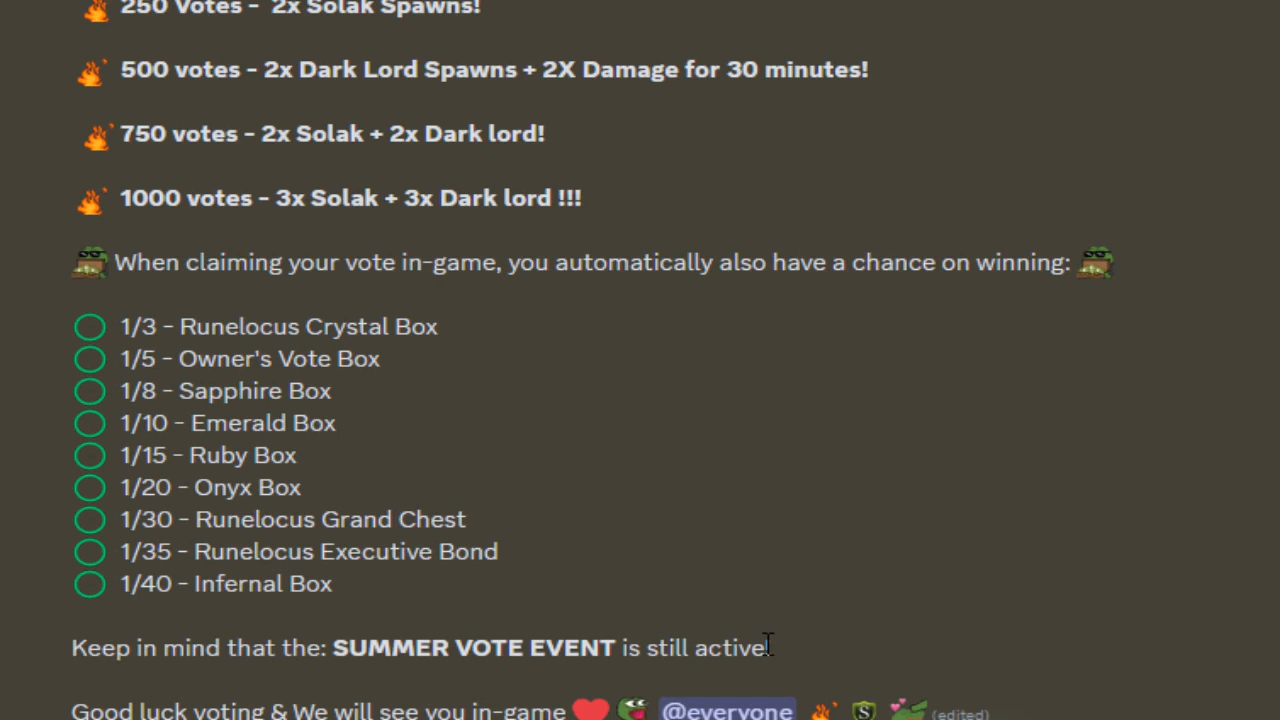 250 Votes - 2x Solak Spawns!
500 votes - 2x Dark Lord Spawns + 2X Damage for 30 minutes!
750 votes - 2x Solak + 2x Dark lord!
1000 votes - 3x Solak + 3x Dark lord !!!
When claiming your vote in-game, you automatically also have a chance on winning:
1/3 - Runelocus Crystal Box
1/5 - Owner's Vote Box
1/8 - Sapphire Box
1/10 - Emerald Box
1/15 - Ruby Box
1/20 - Onyx Box
1/30 - Runelocus Grand Chest
1/35 - Runelocus Executive Bond
1/40 - Infernal Box
Keep in mind that the: SUMMER VOTE EVENT is still active!
Good luck voting & We will see you in-game @everyone S (edited)